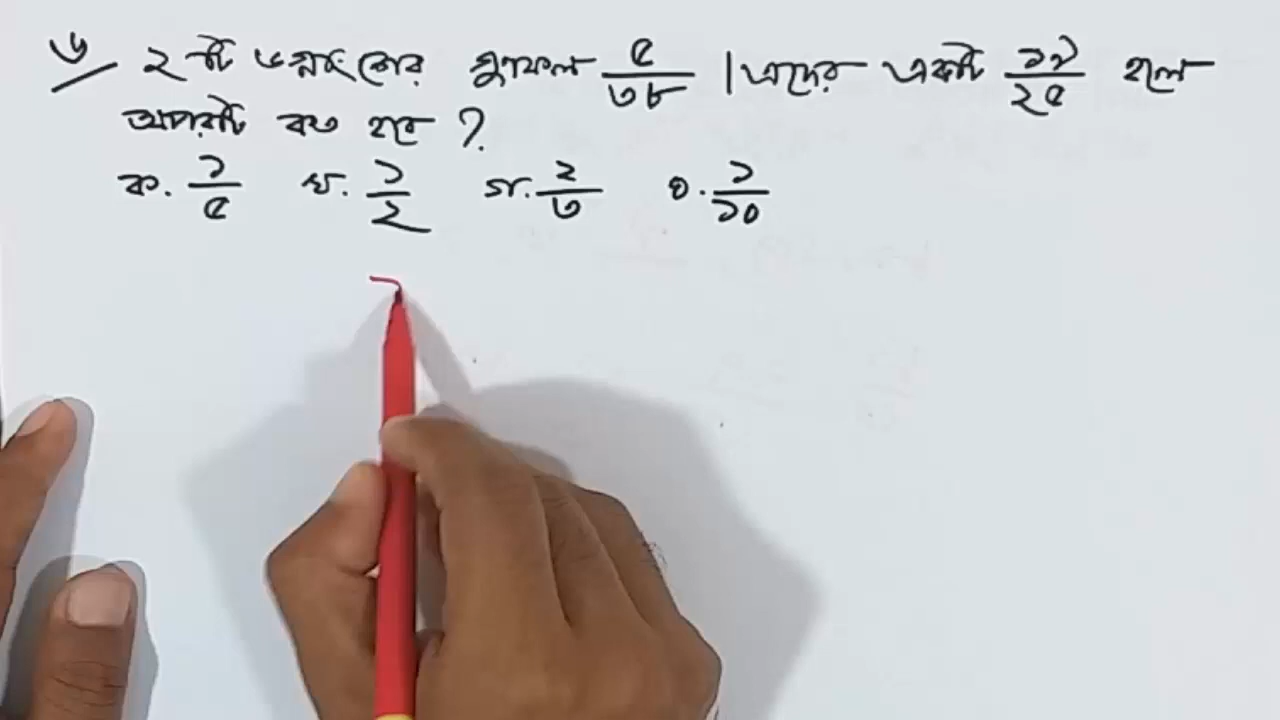 ৬/ ২টি ভগ্নাংশের গুণফল ৫/৩৮ । এদের একটি ১৯/২৫ হলে
অপরটি কত হবে ?
ক. ১/৫ খ. ১/২ গ. ২/৩ ঘ. ১/১০